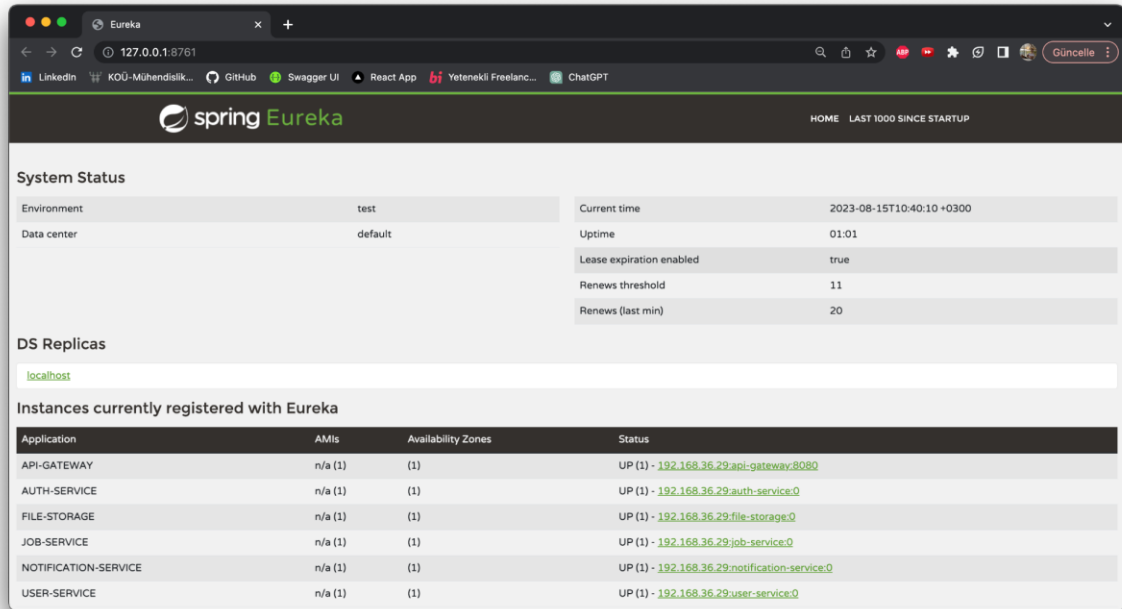 Eureka
127.0.0.1:8761
ABP
Güncelle
in LinkedIn KOÜ-Mühendislik... GitHub Swagger UI React App bi Yetenekli Freelanc... ChatGPT
spring Eureka
HOME LAST 1000 SINCE STARTUP
System Status
Environment test
Data center default
Current time 2023-08-15T10:40:10 +0300
Uptime 01:01
Lease expiration enabled true
Renews threshold 11
Renews (last min) 20
DS Replicas
localhost
Instances currently registered with Eureka
Application AMIs Availability Zones Status
API-GATEWAY n/a (1) (1) UP (1) - 192.168.36.29:api-gateway:8080
AUTH-SERVICE n/a (1) (1) UP (1) - 192.168.36.29:auth-service:0
FILE-STORAGE n/a (1) (1) UP (1) - 192.168.36.29:file-storage:0
JOB-SERVICE n/a (1) (1) UP (1) - 192.168.36.29:job-service:0
NOTIFICATION-SERVICE n/a (1) (1) UP (1) - 192.168.36.29:notification-service:0
USER-SERVICE n/a (1) (1) UP (1) - 192.168.36.29:user-service:0